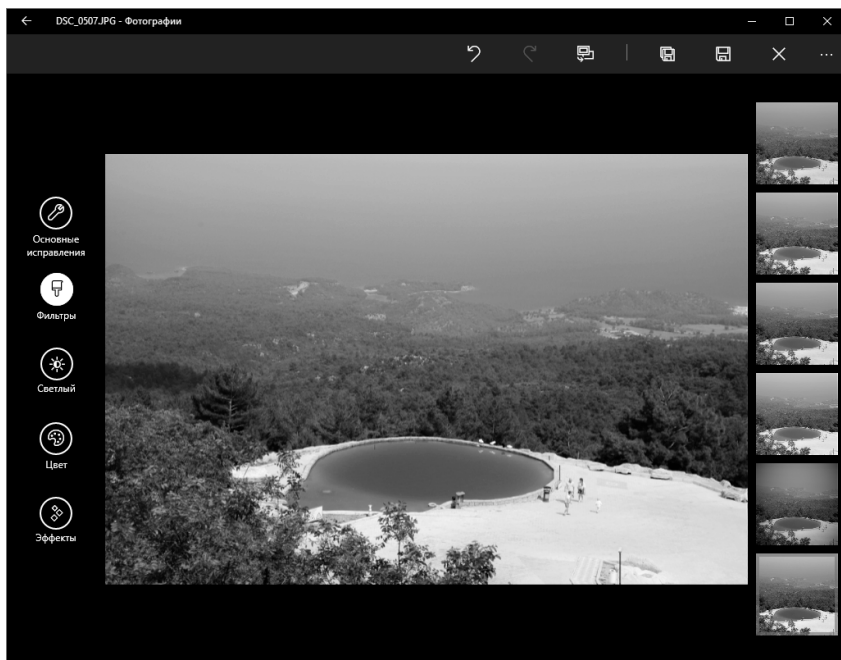 DSC_0507.JPG - Фотографии
Основные
исправления
Фильтры
Светлый
Цвет
Эффекты